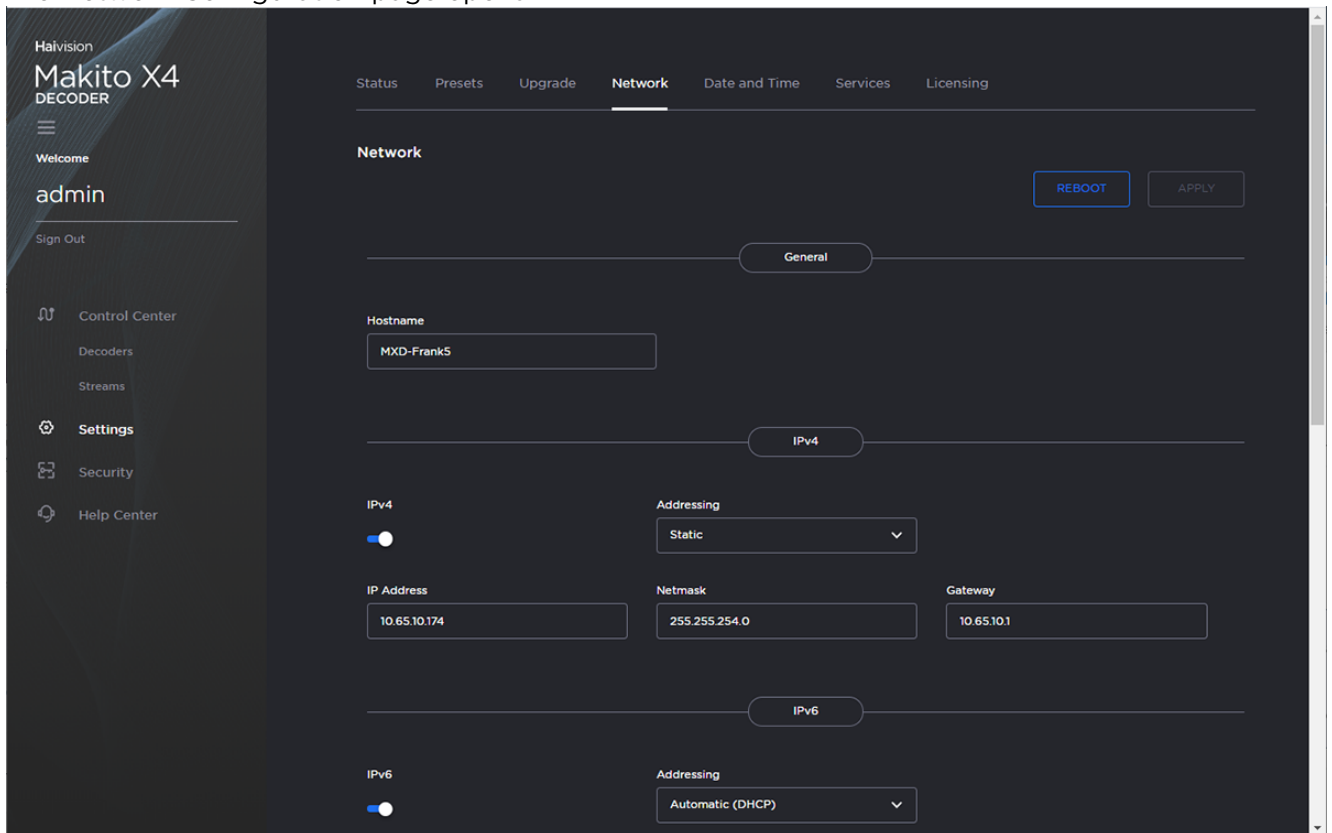 Haivision
Makito X4
DECODER
Welcome
admin
Sign Out
Control Center
Decoders
Streams
Settings
Security
Help Center
Status Presets Upgrade Network Date and Time Services Licensing
Network
REBOOT APPLY
General
Hostname
MXD-Frank5
IPv4
IPv4 Addressing
Static
IP Address Netmask Gateway
10.65.10.174 255.255.254.0 10.65.10.1
IPv6
IPv6 Addressing
Automatic (DHCP)